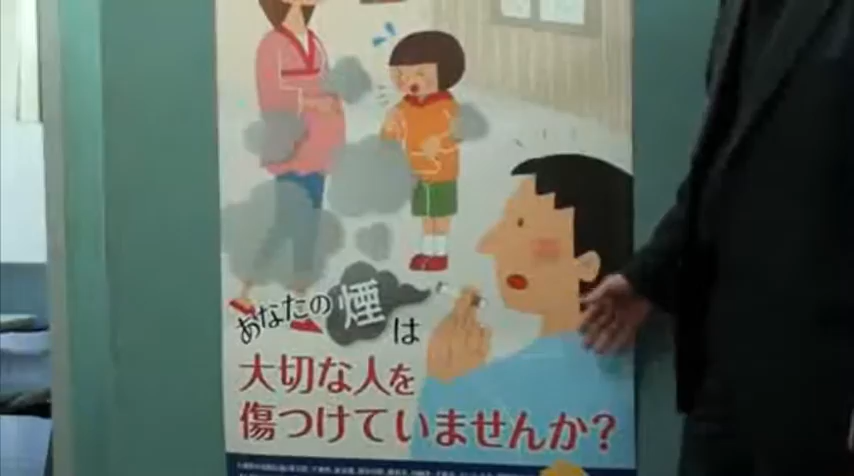 あなたの煙は
大切な人を
傷つけていませんか?